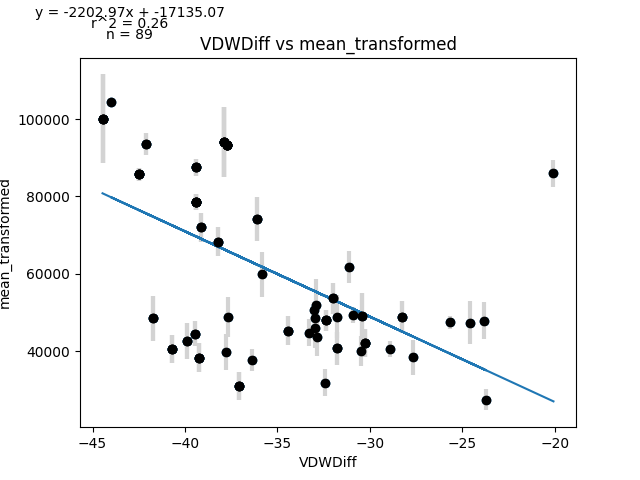 y = -2202.97x + -17135.07
r^2 = 0.26
n = 89
VDWDiff vs mean_transformed
100000
80000
60000
40000
mean_transformed
−45
−40
−35
−30
−25
−20
VDWDiff